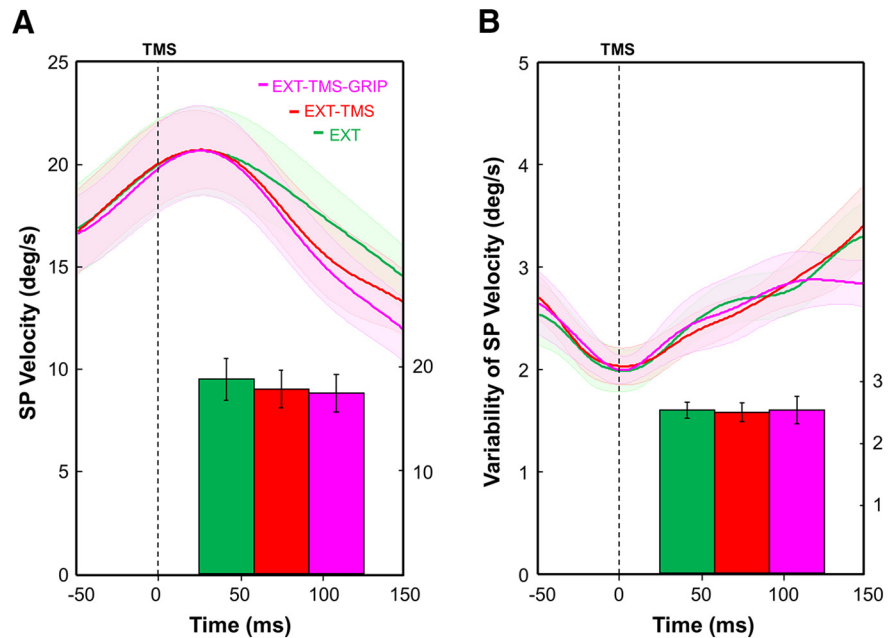 A
B
TMS
TMS
SP Velocity (deg/s)
25
20
15
10
5
0
EXT-TMS-GRIP
EXT-TMS
EXT
20
10
-50
0
50
100
150
Time (ms)
Variability of SP Velocity (deg/s)
5
4
3
2
1
0
3
2
1
-50
0
50
100
150
Time (ms)